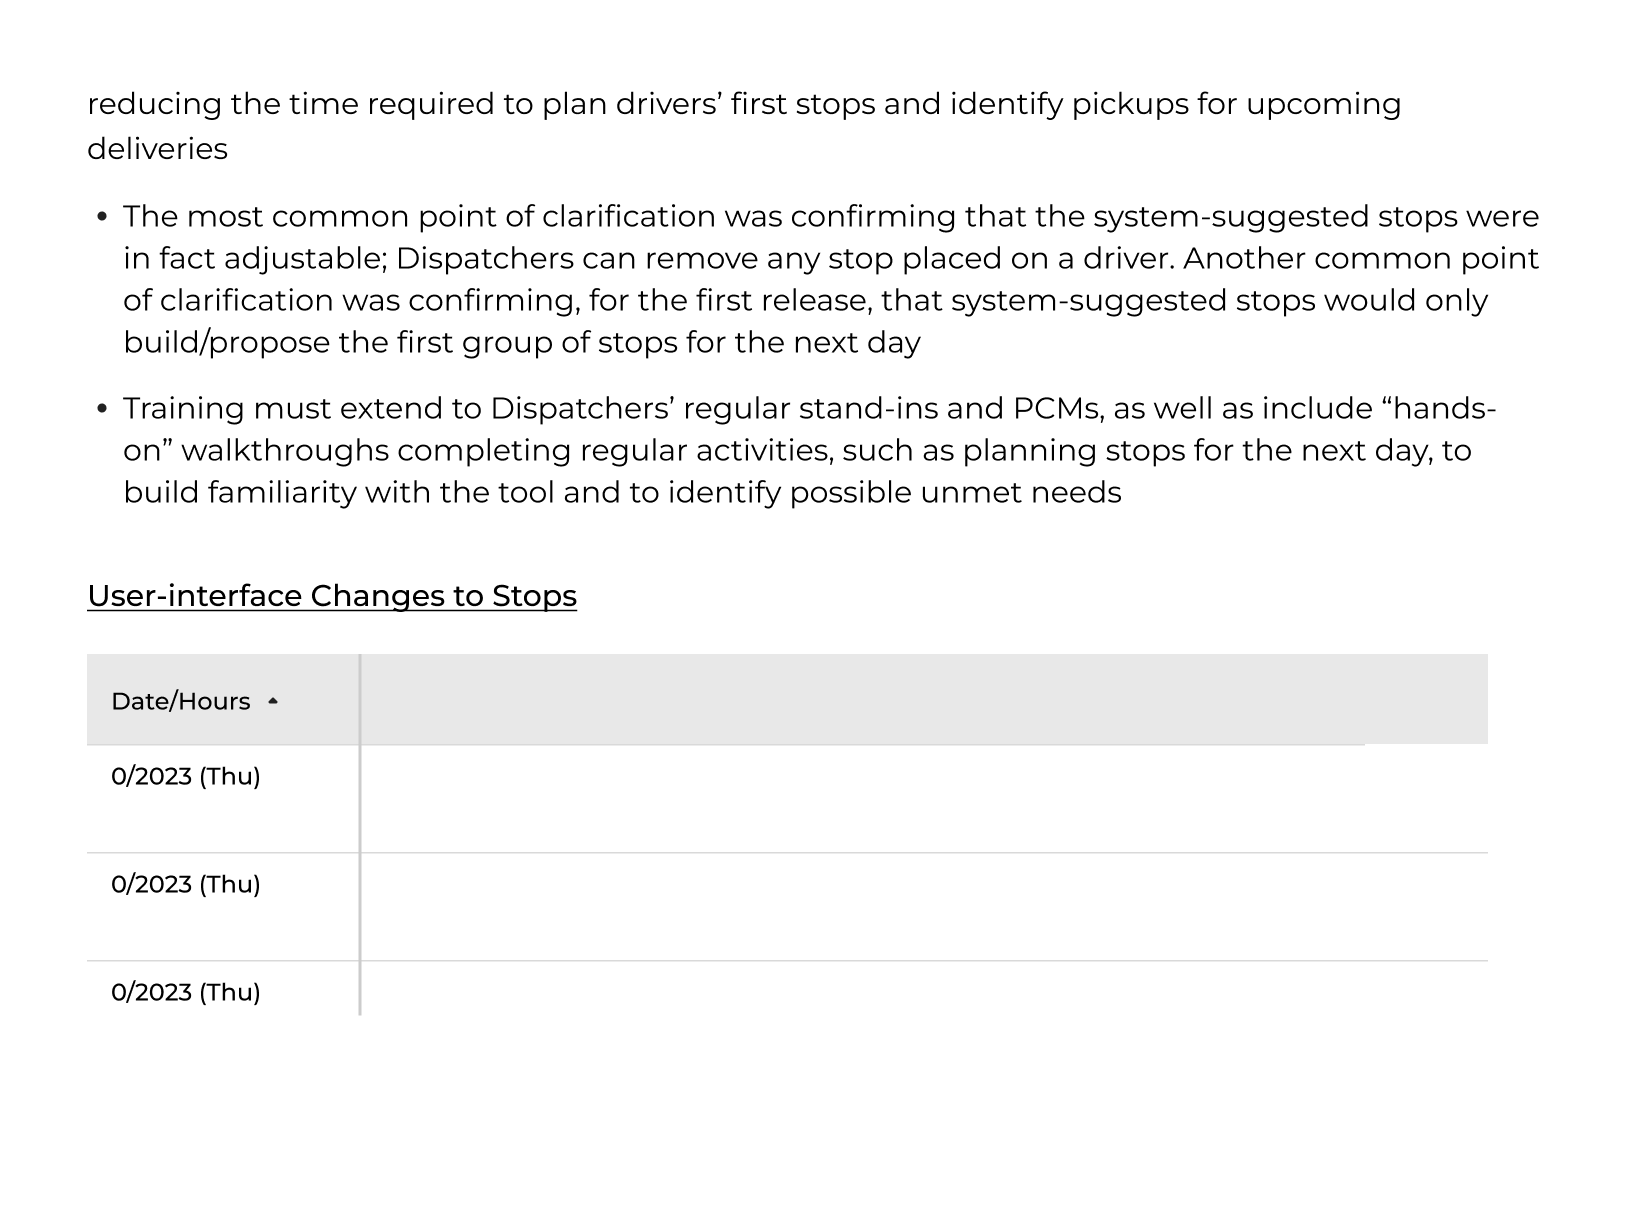 reducing the time required to plan drivers’ first stops and identify pickups for upcoming
deliveries
• The most common point of clarification was confirming that the system-suggested stops were
in fact adjustable; Dispatchers can remove any stop placed on a driver. Another common point
of clarification was confirming, for the first release, that system-suggested stops would only
build/propose the first group of stops for the next day
• Training must extend to Dispatchers’ regular stand-ins and PCMs, as well as include “hands-
on” walkthroughs completing regular activities, such as planning stops for the next day, to
build familiarity with the tool and to identify possible unmet needs
User-interface Changes to Stops
Date/Hours
0/2023 (Thu)
0/2023 (Thu)
0/2023 (Thu)